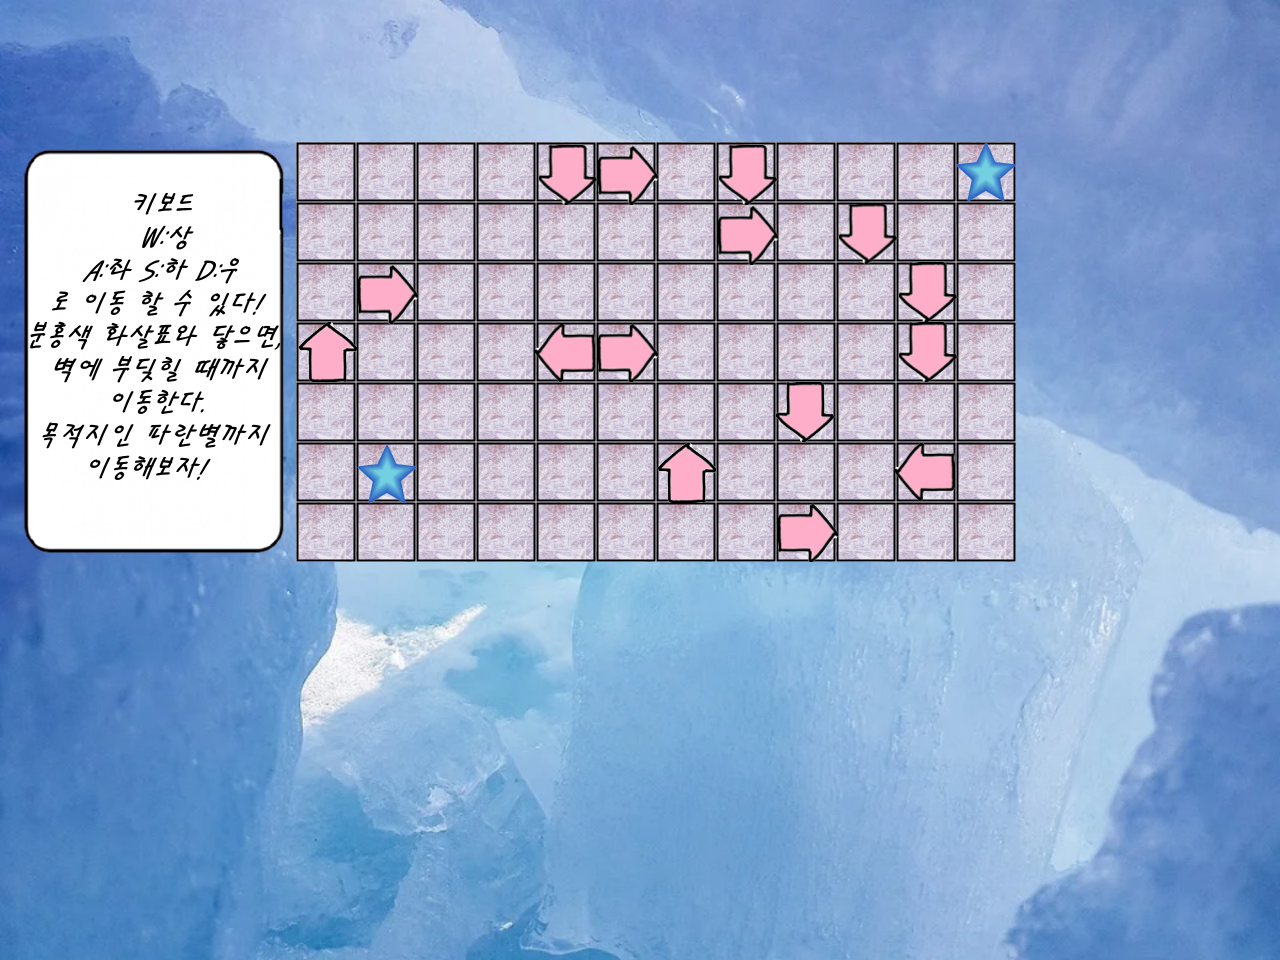 키보드
W:상
A:좌 S:하 D:우
로 이동 할 수 있다!
분홍색 화살표와 닿으면,
벽에 부딪힐 때까지
이동한다.
목적지인 파란별까지
이동해보자!